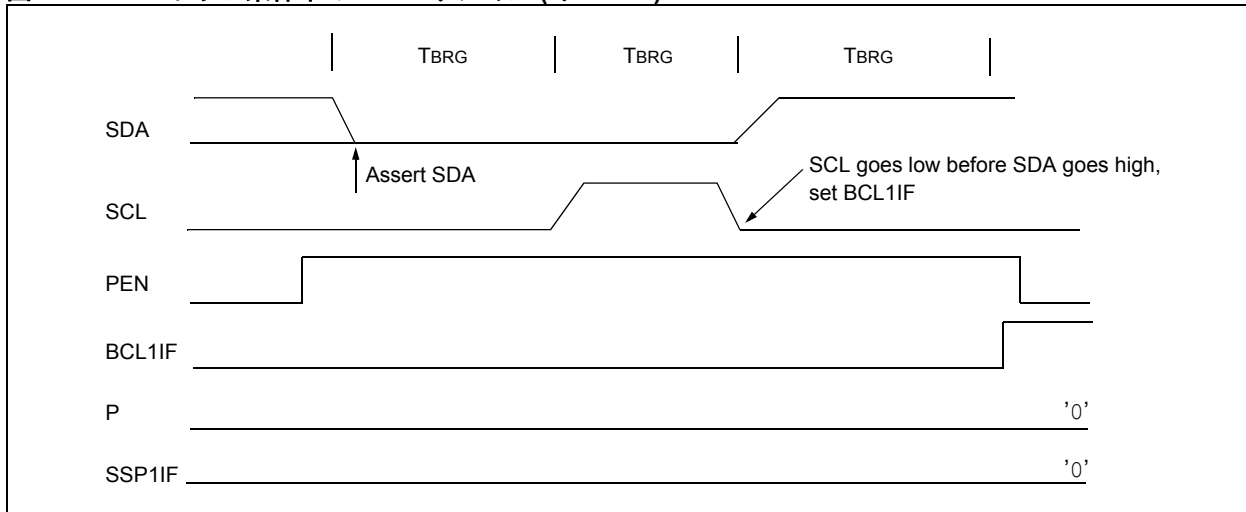 TBRG TBRG TBRG
SDA
Assert SDA
SCL goes low before SDA goes high,
set BCL1IF
SCL
PEN
BCL1IF
P '0'
SSP1IF '0'